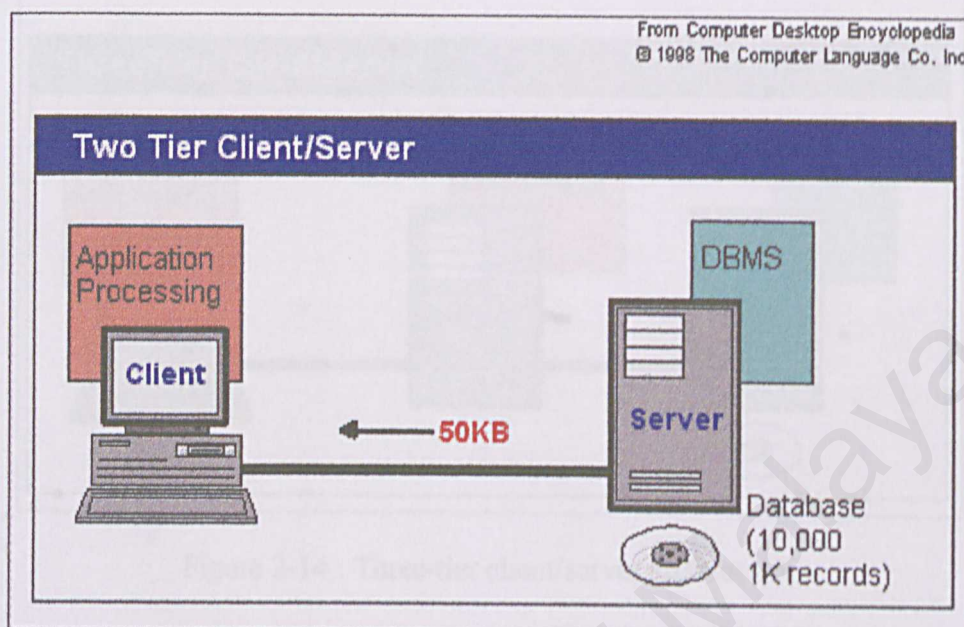 From Computer Desktop Encyclopedia
@ 1998 The Computer Language Co. Inc
Two Tier Client/Server
Application
Processing
DBMS
Client
Server
50KB
Database
(10,000
1K records)
Figure 2-14 : Three-tier client/server
Malaya